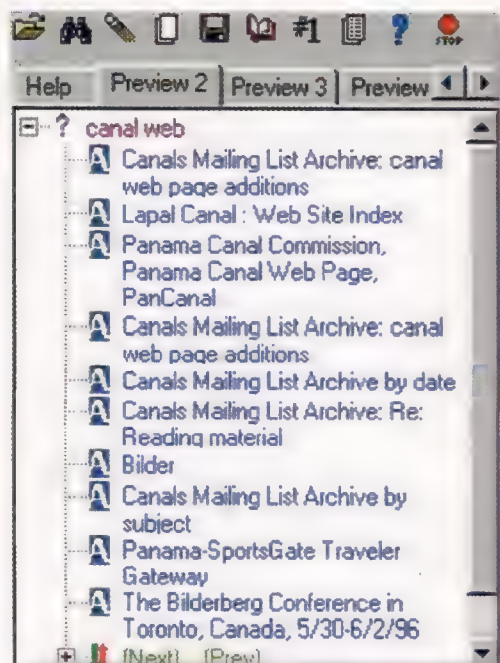 #1 ? STOP
Help Preview 2 Preview 3 Preview
? canal web
Canals Mailing List Archive: canal
web page additions
Lapal Canal : Web Site Index
Panama Canal Commission,
Panama Canal Web Page,
PanCanal
Canals Mailing List Archive: canal
web page additions
Canals Mailing List Archive by date
Canals Mailing List Archive: Re:
Reading material
Bilder
Canals Mailing List Archive by
subject
Panama-SportsGate Traveler
Gateway
The Bilderberg Conference in
Toronto, Canada, 5/30-6/2/96
[Next] [Prev]